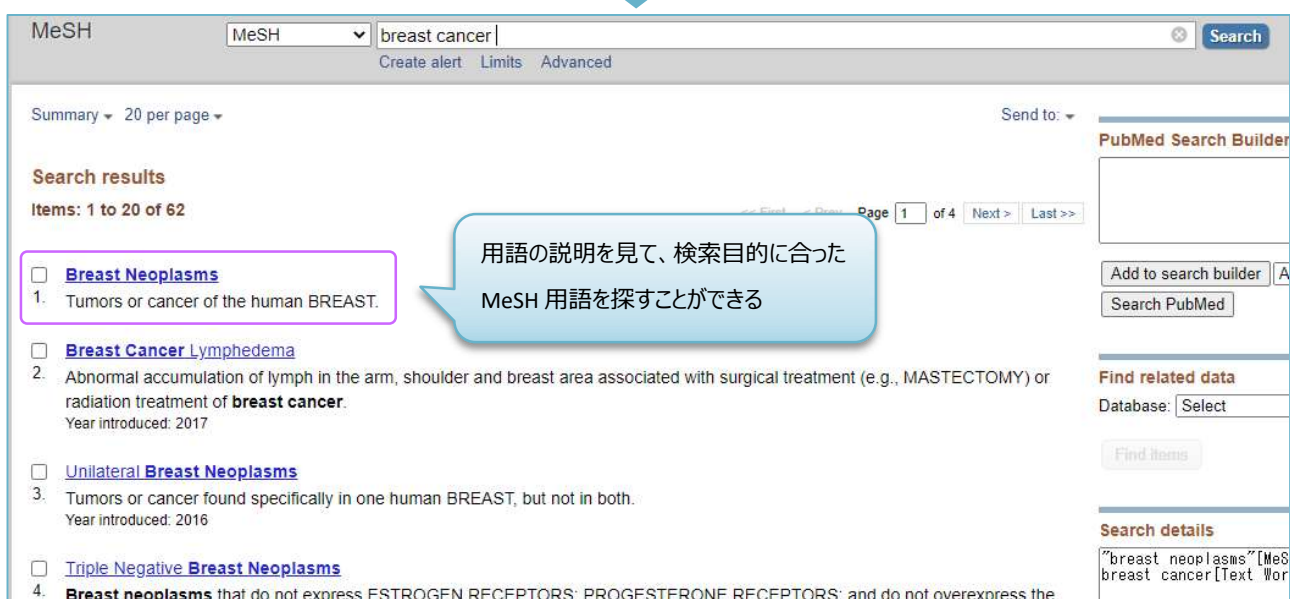 MeSH
MeSH
breast cancer
Search
Create alert Limits Advanced
Summary 20 per page
Send to:
Search results
Items: 1 to 20 of 62
Page 1 of 4 Next > Last >>
用語の説明を見て、検索目的に合った
MeSH 用語を探すことができる
Breast Neoplasms
1. Tumors or cancer of the human BREAST.
Breast Cancer Lymphedema
2. Abnormal accumulation of lymph in the arm, shoulder and breast area associated with surgical treatment (e.g., MASTECTOMY) or
radiation treatment of breast cancer.
Year introduced: 2017
Unilateral Breast Neoplasms
3. Tumors or cancer found specifically in one human BREAST, but not in both.
Year introduced: 2016
Triple Negative Breast Neoplasms
4. Breast neoplasms that do not express ESTROGEN RECEPTORS; PROGESTERONE RECEPTORS; and do not overexpress the
PubMed Search Builder
Add to search builder A
Search PubMed
Find related data
Database: Select
Find items
Search details
"breast neoplasms"[MeS
breast cancer[Text Wor